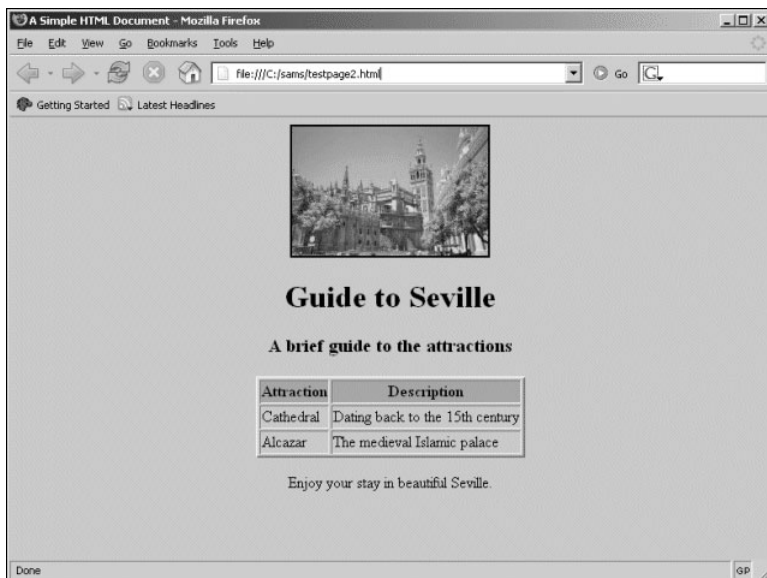 A Simple HTML Document - Mozilla Firefox
File Edit View Go Bookmarks Tools Help
file:///C:/sams/testpage2.html Go G
Getting Started Latest Headlines
Guide to Seville
A brief guide to the attractions
Attraction Description
Cathedral Dating back to the 15th century
Alcazar The medieval Islamic palace
Enjoy your stay in beautiful Seville.
Done GP